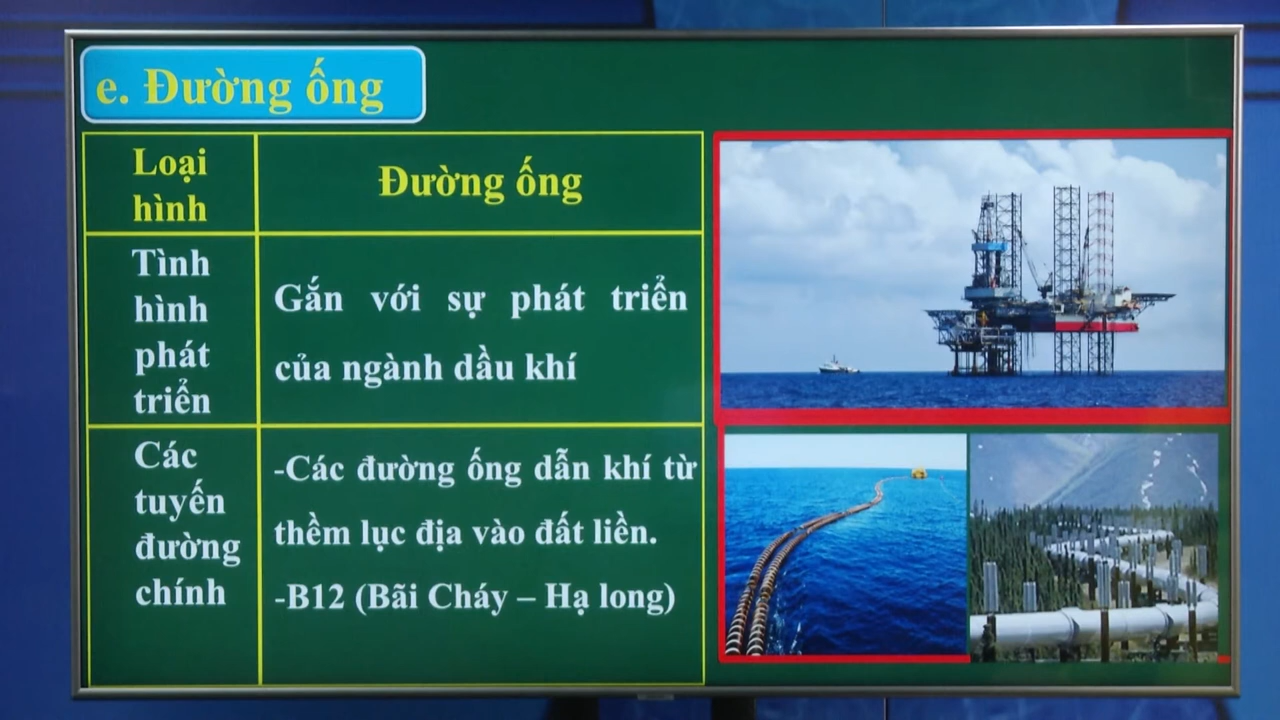 e. Đường ống
Loại
hình
Đường ống
Tình
hình
phát
triển
Gắn với sự phát triển
của ngành dầu khí
Các
tuyến
đường
chính
-Các đường ống dẫn khí từ
thềm lục địa vào đất liền.
-B12 (Bãi Cháy – Hạ long)